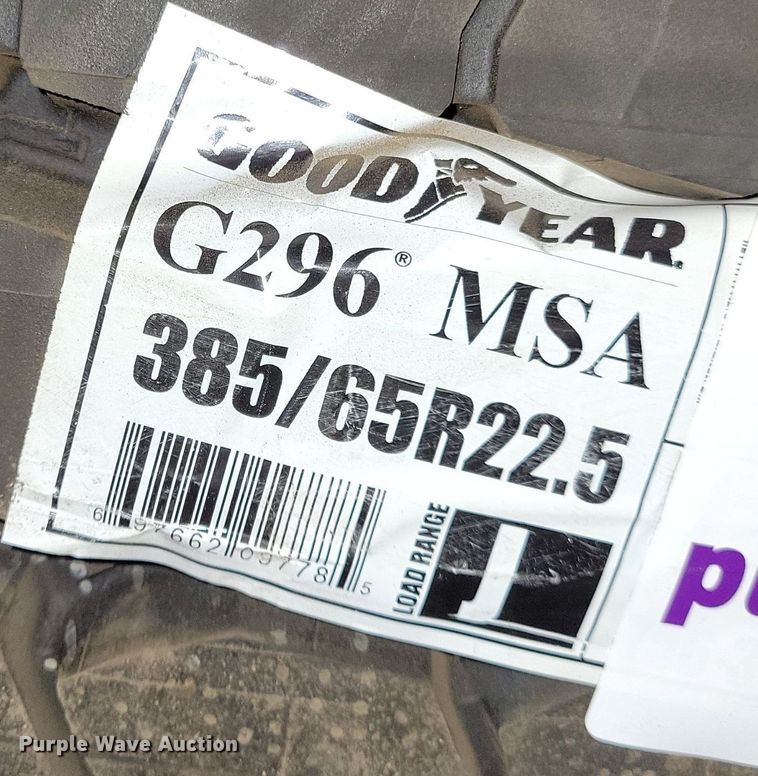 GOODYEAR
G296® MSA
385/65R22.5
LOAD RANGE
J
Purple Wave Auction